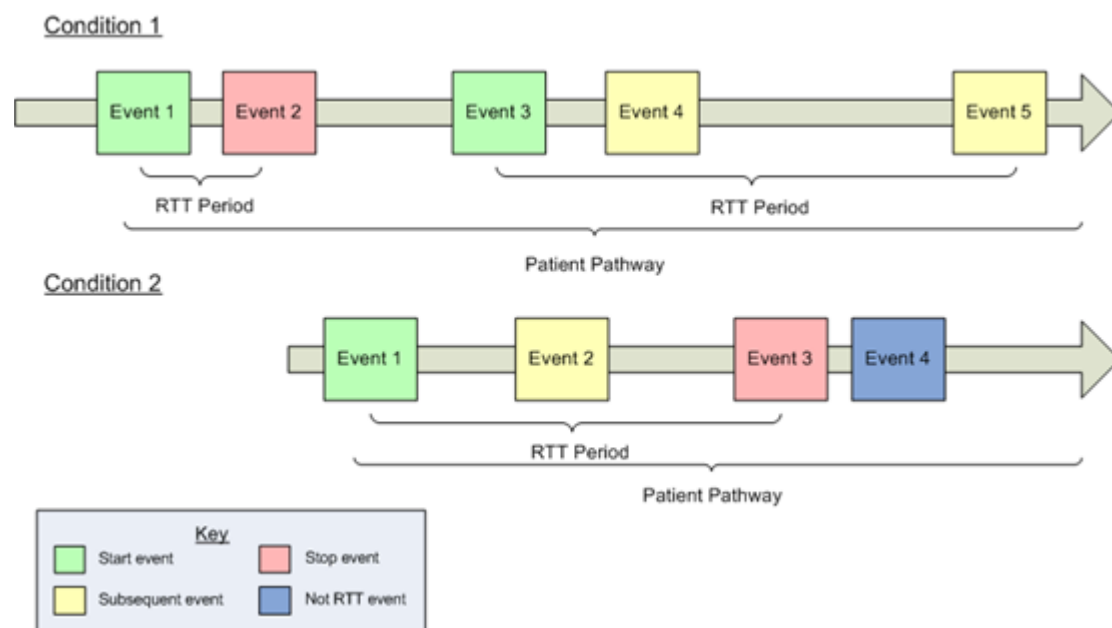 Condition 1
Event 1
Event 2
Event 3
Event 4
Event 5
RTT Period
RTT Period
Patient Pathway
Condition 2
Event 1
Event 2
Event 3
Event 4
RTT Period
Patient Pathway
Key
Start event
Stop event
Subsequent event
Not RTT event